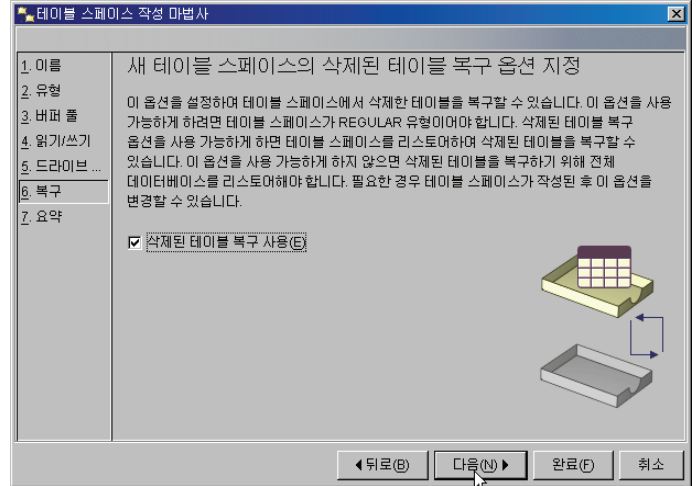 테이블 스페이스 작성 마법사
1. 이름
2. 유형
3. 버퍼 풀
4. 읽기/쓰기
5. 드라이브 ...
6. 복구
7. 요약
새 테이블 스페이스의 삭제된 테이블 복구 옵션 지정
이 옵션을 설정하여 테이블 스페이스에서 삭제한 테이블을 복구할 수 있습니다. 이 옵션을 사용
가능하게 하려면 테이블 스페이스가 REGULAR 유형이어야 합니다. 삭제된 테이블 복구
옵션을 사용 가능하게 하면 테이블 스페이스를 리스토어하여 삭제된 테이블을 복구할 수
있습니다. 이 옵션을 사용 가능하게 하지 않으면 삭제된 테이블을 복구하기 위해 전체
데이터베이스를 리스토어해야 합니다. 필요한 경우 테이블 스페이스가 작성된 후 이 옵션을
변경할 수 있습니다.
삭제된 테이블 복구 사용(E)
뒤로(B) 다음(N) 완료(F) 취소